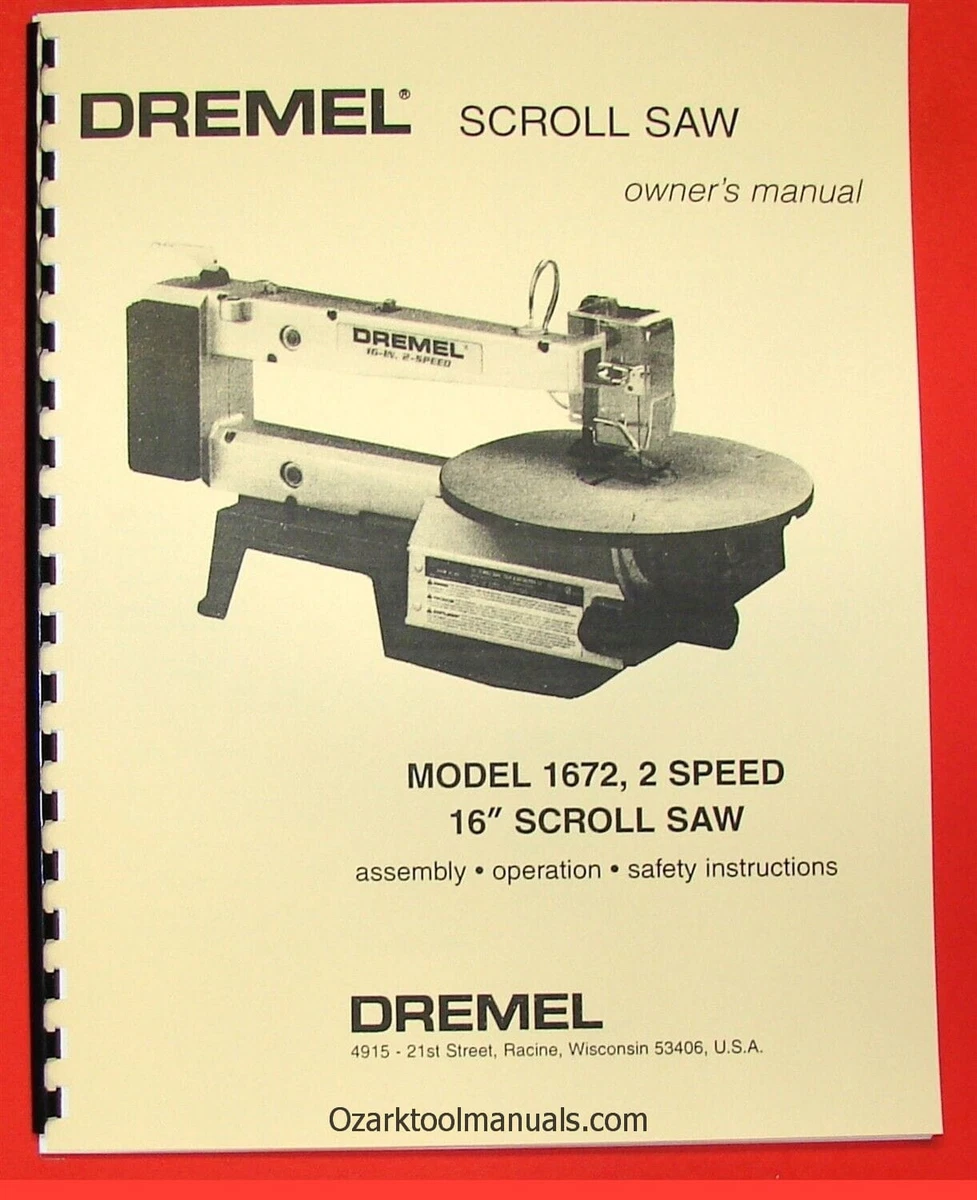 DREMEL® SCROLL SAW
owner's manual
DREMEL
16-IN. 2-SPEED
MODEL 1672, 2 SPEED
16″ SCROLL SAW
assembly • operation • safety instructions
DREMEL
4915 - 21st Street, Racine, Wisconsin 53406, U.S.A.
Ozarktoolmanuals.com